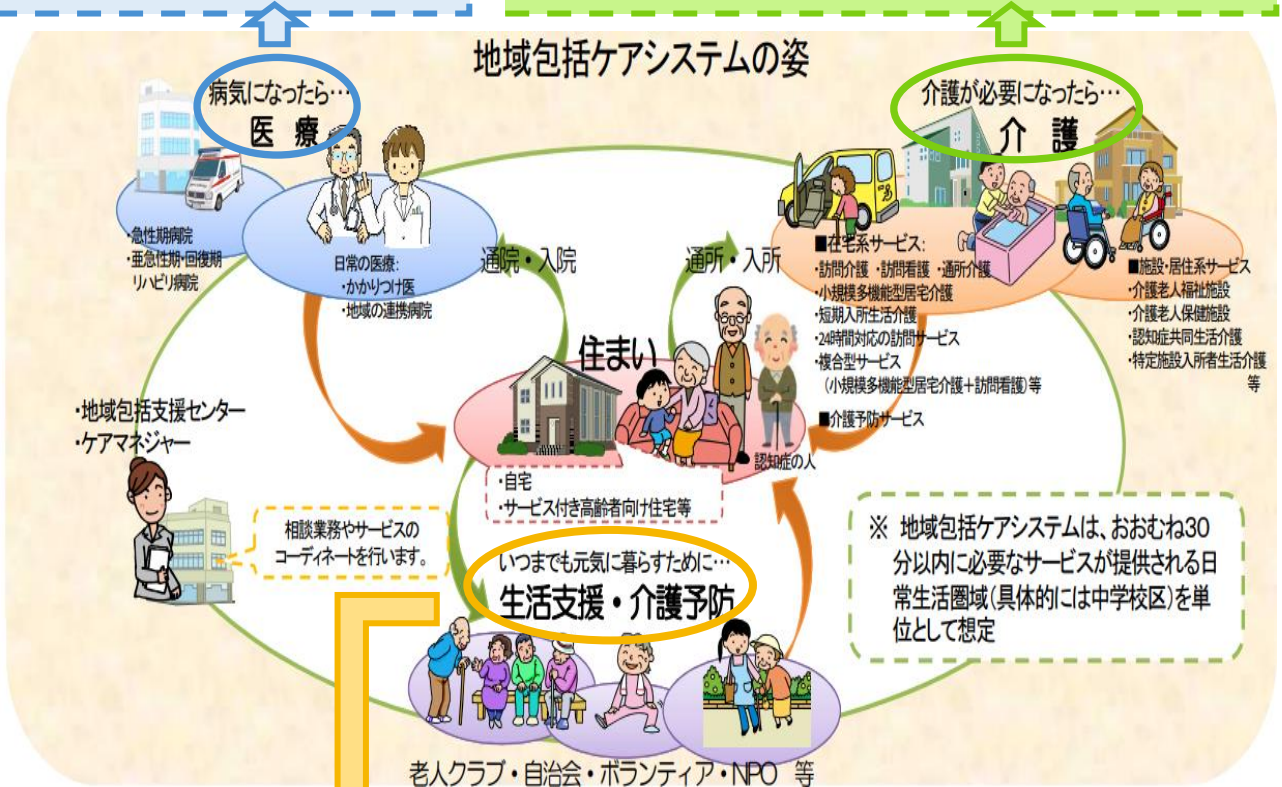 地域包括ケアシステムの姿
病気になったら…
医 療
介護が必要になったら…
介 護
・急性期病院
・亜急性期・回復期
リハビリ病院
日常の医療:
・かかりつけ医
・地域の連携病院
通院・入院
通所・入所
■在宅系サービス:
・訪問介護 ・訪問看護 ・通所介護
・小規模多機能型居宅介護
・短期入所生活介護
・24時間対応の訪問サービス
・複合型サービス
(小規模多機能型居宅介護+訪問看護)等
■介護予防サービス
■施設・居住系サービス
・介護老人福祉施設
・介護老人保健施設
・認知症共同生活介護
・特定施設入所者生活介護
等
住まい
認知症の人
・自宅
・サービス付き高齢者向け住宅等
・地域包括支援センター
・ケアマネジャー
相談業務やサービスの
コーディネートを行います。
いつまでも元気に暮らすために…
生活支援・介護予防
老人クラブ・自治会・ボランティア・NPO 等
※ 地域包括ケアシステムは、おおむね30
分以内に必要なサービスが提供される日
常生活圏域(具体的には中学校区)を単
位として想定